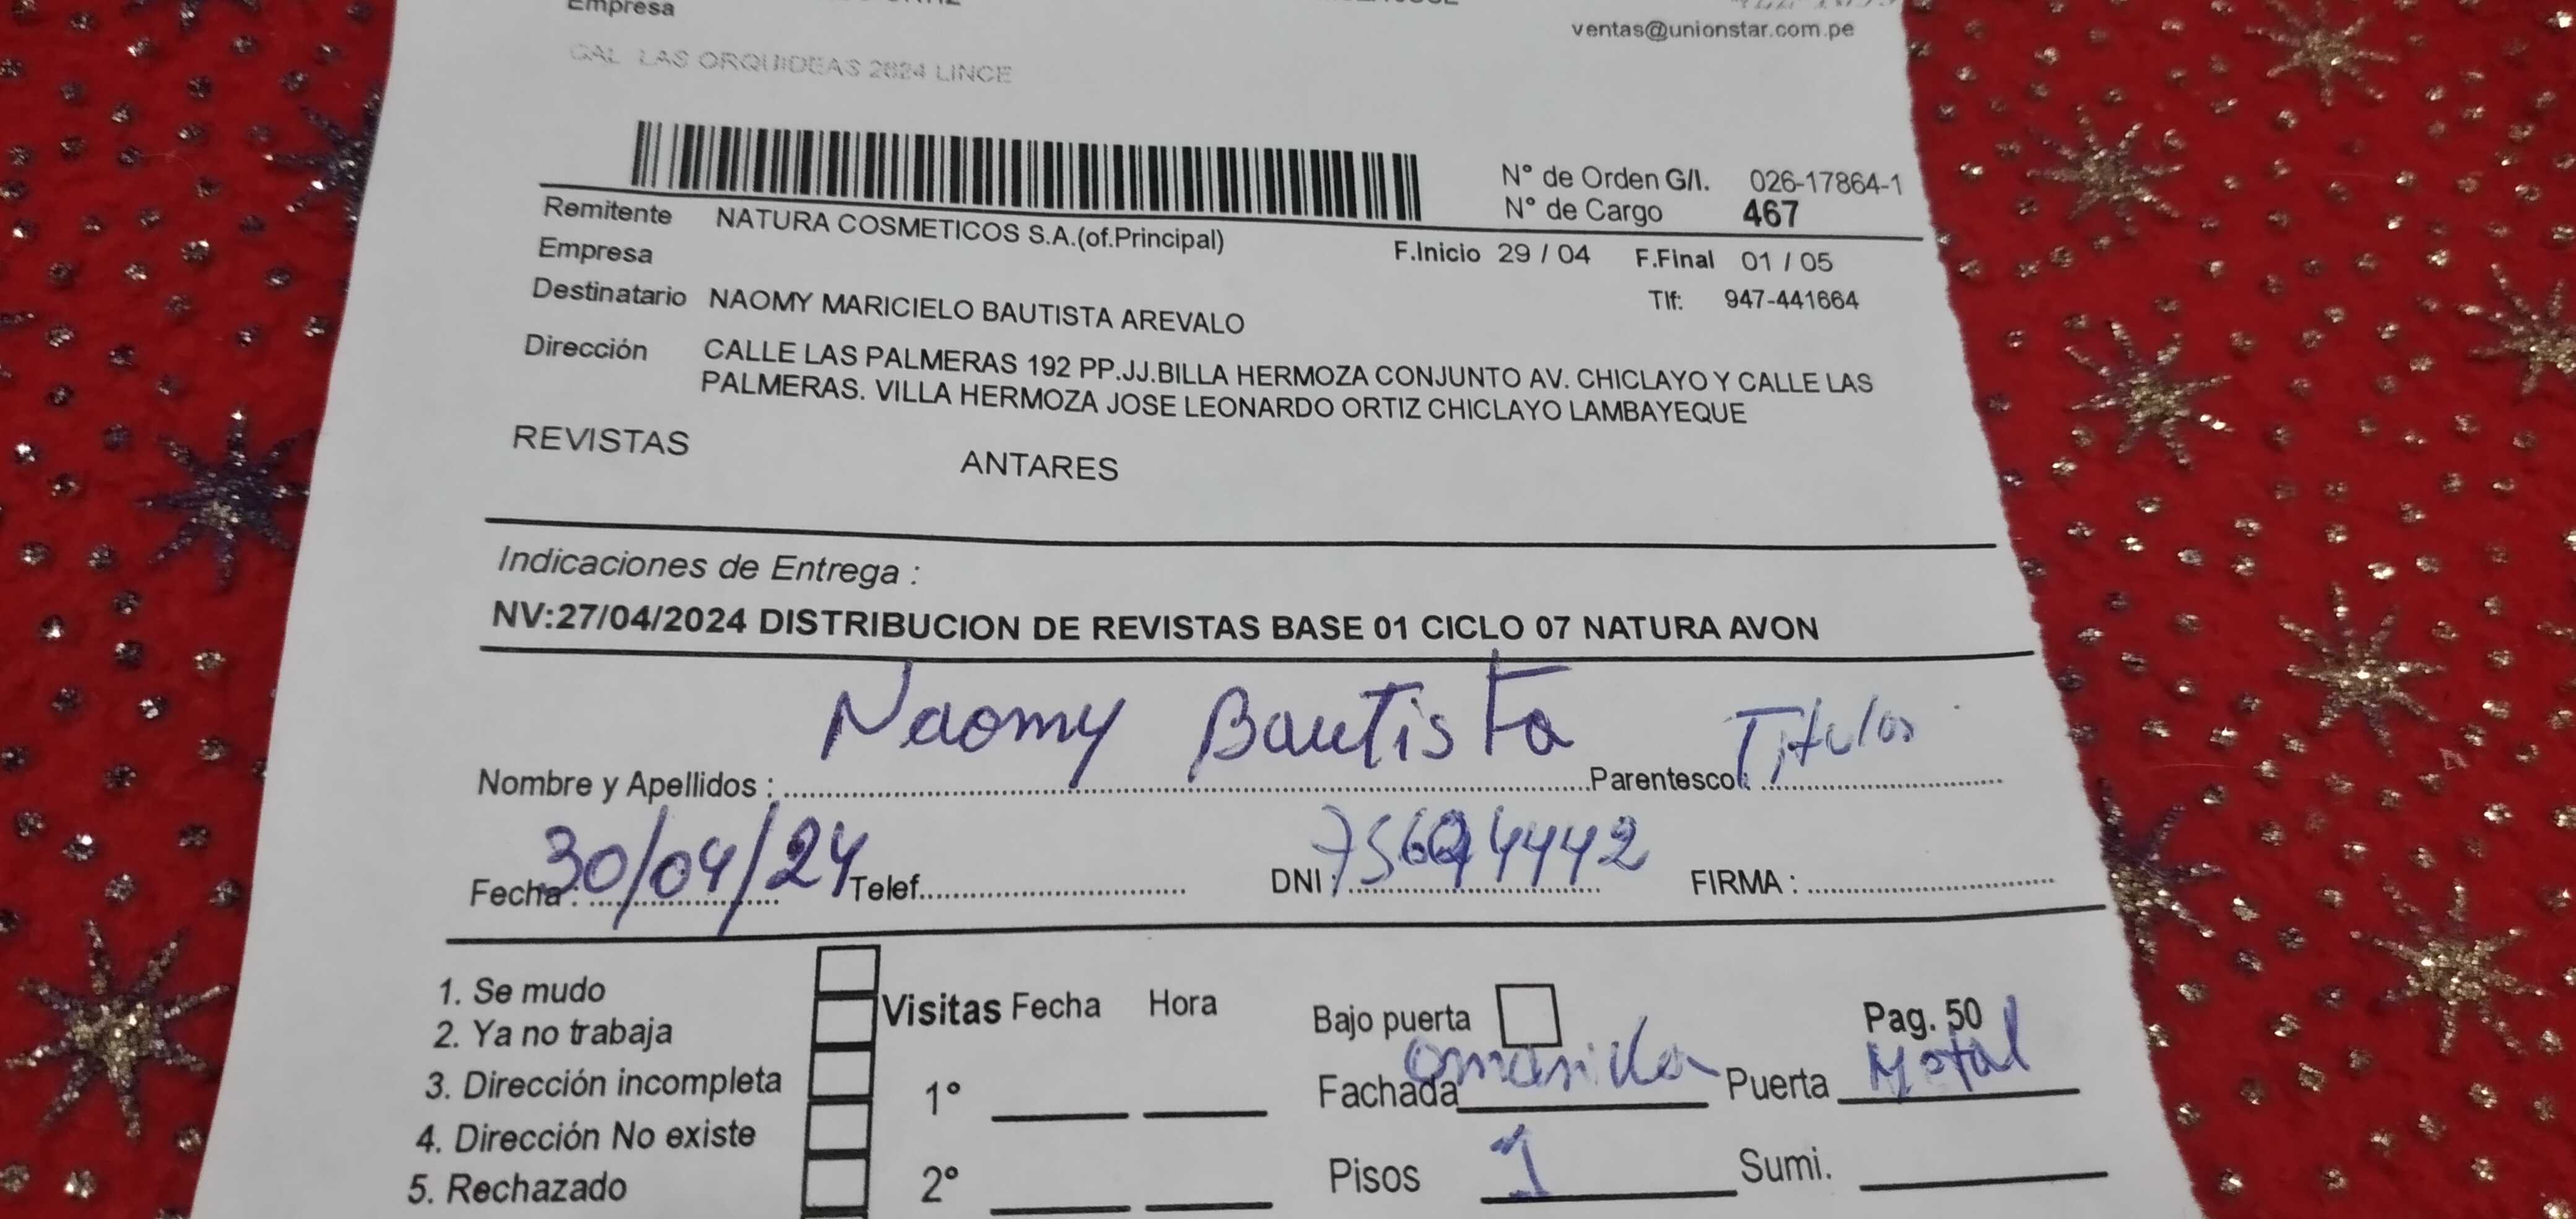 Empresa
ventas@unionstar.com.pe
CAL LAS ORQUIDEAS 2624 LINCE
N° de Orden G/I. 026-17864-1
N° de Cargo 467
Remitente NATURA COSMETICOS S.A.(of.Principal)
Empresa F.Inicio 29 / 04 F.Final 01 / 05
Destinatario NAOMY MARICIELO BAUTISTA AREVALO Tlf: 947-441664
Dirección CALLE LAS PALMERAS 192 PP.JJ.BILLA HERMOZA CONJUNTO AV. CHICLAYO Y CALLE LAS
PALMERAS. VILLA HERMOZA JOSE LEONARDO ORTIZ CHICLAYO LAMBAYEQUE
REVISTAS ANTARES
Indicaciones de Entrega :
NV:27/04/2024 DISTRIBUCION DE REVISTAS BASE 01 CICLO 07 NATURA AVON
Nombre y Apellidos : Naomy Bautista Parentesco: Titular
Fecha : 30/04/24 Telef. DNI FIRMA :
1. Se mudo
2. Ya no trabaja
3. Dirección incompleta
4. Dirección No existe
5. Rechazado
Visitas Fecha Hora
1°
2°
Bajo puerta Pag. 50
Fachada amarilla Puerta Metal
Pisos 1 Sumi.